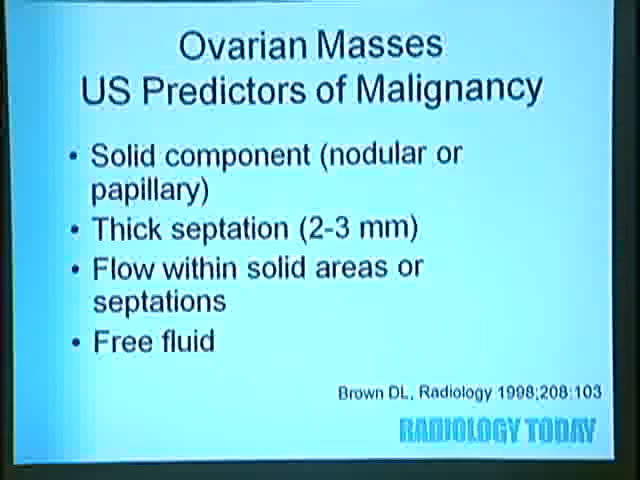 Ovarian Masses
US Predictors of Malignancy
• Solid component (nodular or
papillary)
• Thick septation (2-3 mm)
• Flow within solid areas or
septations
• Free fluid
Brown DL, Radiology 1998;208:103
RADIOLOGY TODAY